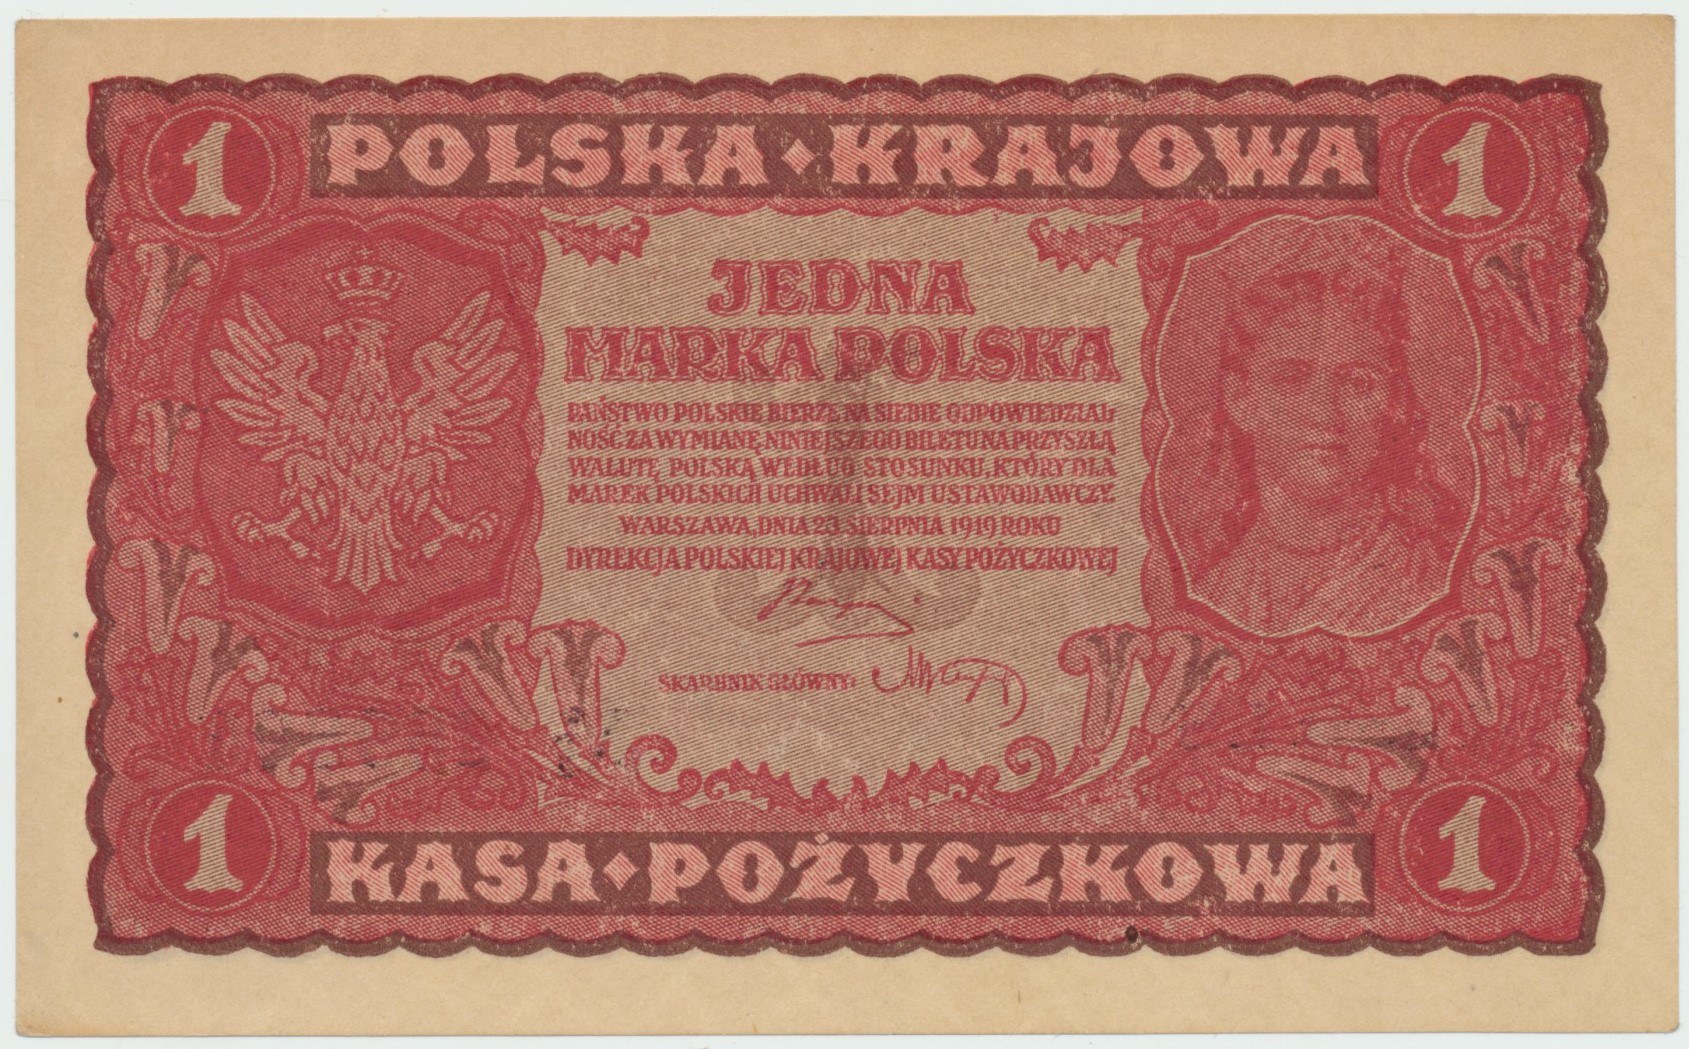 1 POLSKA ◆ KRAJOWA 1
JEDNA
MARKA POLSKA
PAŃSTWO POLSKIE BIERZE NA SIEBIE ODPOWIEDZIAL-
NOŚĆ ZA WYMIANĘ NINIEJSZEGO BILETU NA PRZYSZŁĄ
WALUTĘ POLSKĄ WEDŁUG STOSUNKU, KTÓRY DLA
MAREK POLSKICH UCHWALI SEJM USTAWODAWCZY.
WARSZAWA, DNIA 23 SIERPNIA 1919 ROKU
DYREKCJA POLSKIEJ KRAJOWEJ KASY POŻYCZKOWEJ
SKARBNIK GŁÓWNY:
1 KASA ◆ POŻYCZKOWA 1